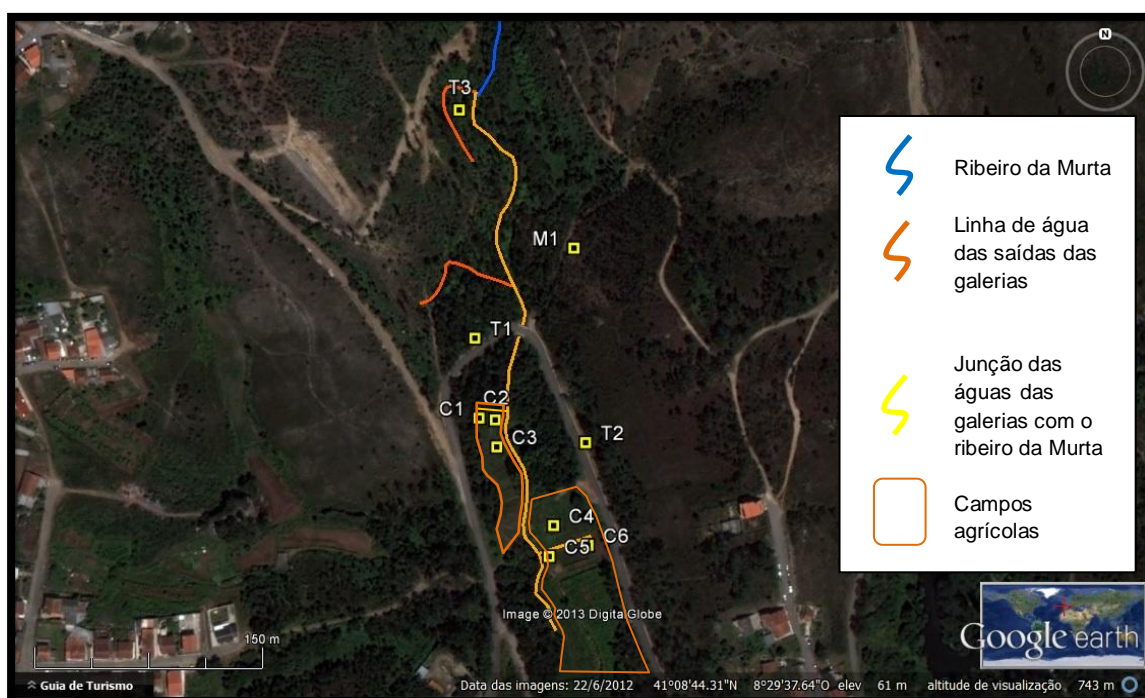 N
T3
M1
T1
C1
C2
C3
T2
C4
C6
C5
Ribeiro da Murta
Linha de água
das saídas das
galerias
Junção das
águas das
galerias com o
ribeiro da Murta
Campos
agrícolas
Image © 2013 DigitalGlobe
150 m
Google earth
Guia de Turismo
Data das imagens: 22/6/2012 41°08'44.31"N 8°29'37.64"O elev 61 m altitude de visualização 743 m